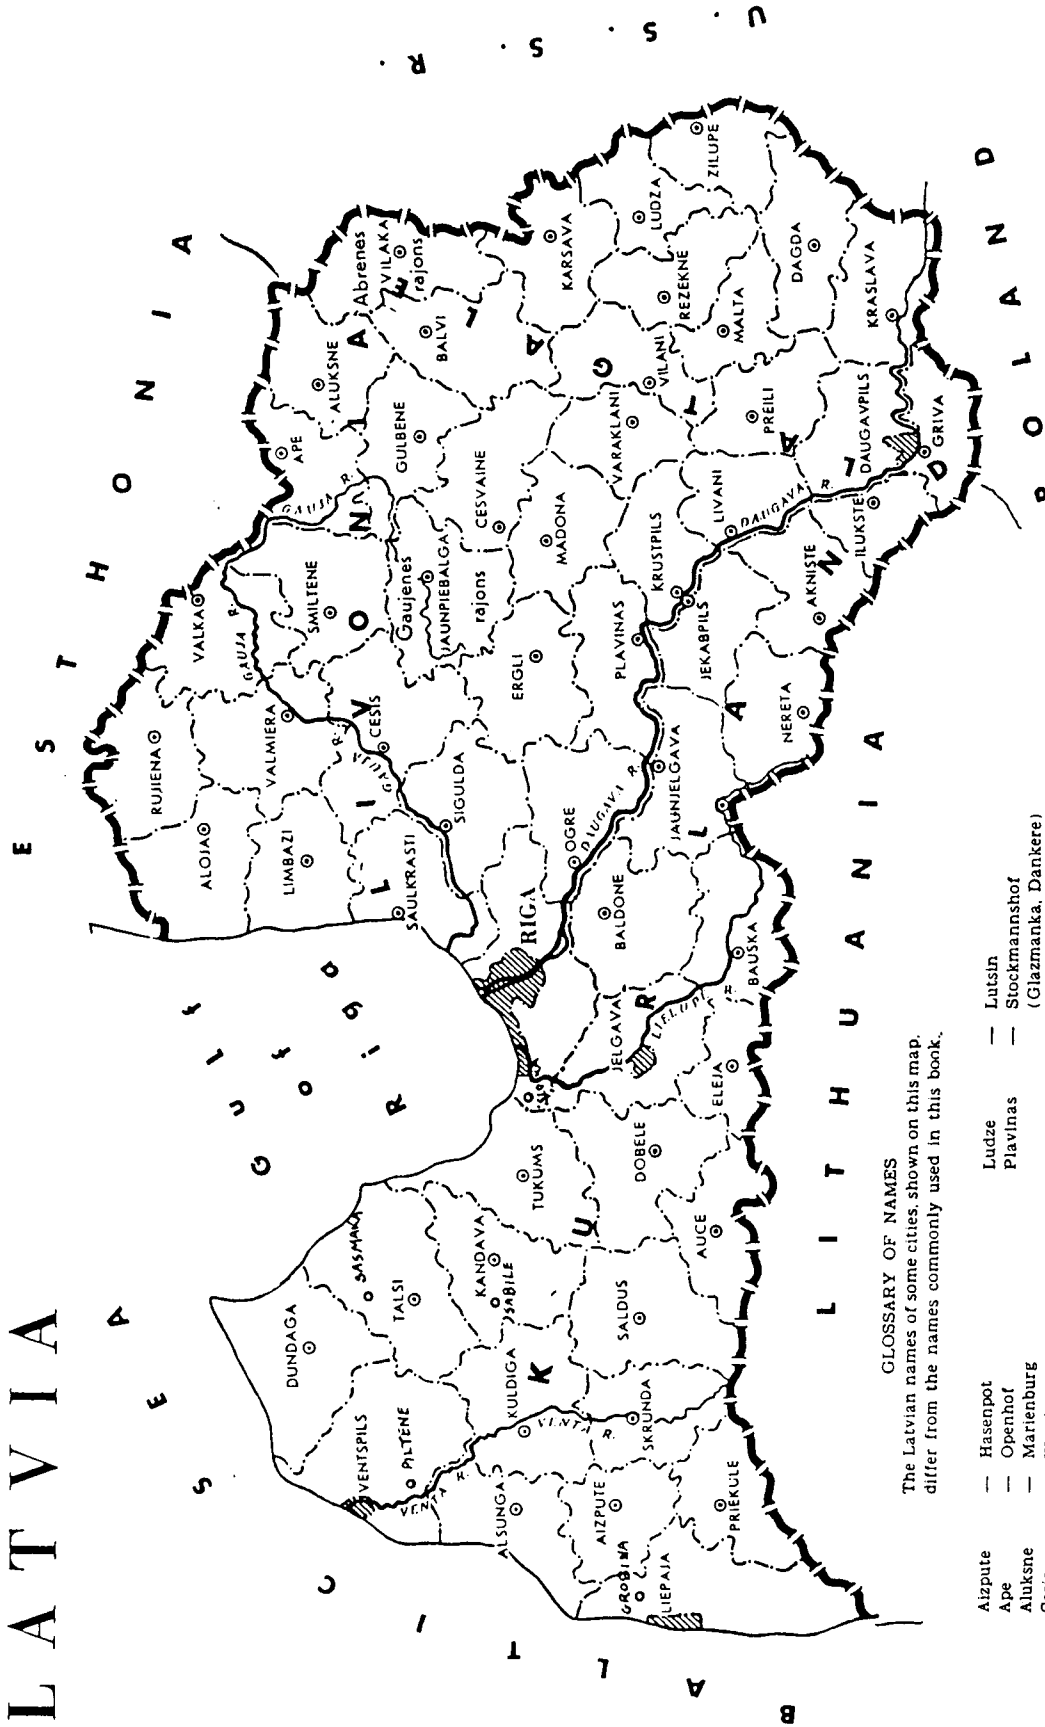 LATVIA
BALTIC SEA
Gulf of Riga
ESTHONIA
U. S. S. R.
LITHUANIA
POLAND
LIVONIA
LATGALE
KURLAND
VENTSPILS
PILTENE
DUNDAGA
SASMAKA
TALSI
KANDAVA
SABILE
TUKUMS
KULDIGA
VENTA R.
VENTA R.
ALSUNGA
AIZPUTE
GROBINA
LIEPAJA
PRIEKULE
SKRUNDA
SALDUS
AUCE
DOBELE
ELEJA
JELGAVA
LIELUPE R.
BAUSKA
RIGA
BALDONE
OGRE
DAUGAVA R.
JAUNJELGAVA
SAULKRASTI
SIGULDA
LIMBAZI
ALOJA
RUJIENA
VALMIERA
CESIS
GAUJA R.
GAUJA R.
GAUJA R.
VALKA
SMILTENE
APE
ALUKSNE
Abrenes
VILAKA
rajons
BALVI
GULBENE
Gaujenes
JAUNPIEBALGA
rajons
CESVAINE
MADONA
ERGLI
PLAVINAS
KRUSTPILS
JEKABPILS
LIVANI
DAUGAVA R.
VARAKLANI
VILANI
KARSAVA
LUDZA
ZILUPE
REZEKNE
MALTA
PREILI
DAGDA
KRASLAVA
DAUGAVPILS
GRIVA
ILUKSTE
AKNISTE
NERETA
GLOSSARY OF NAMES
The Latvian names of some cities, shown on this map,
differ from the names commonly used in this book.
Aizpute — Hasenpot
Ape — Openhof
Aluksne — Marienburg
Ludze — Lutsin
Plavinas — Stockmannshof
(Glazmanka, Dankere)